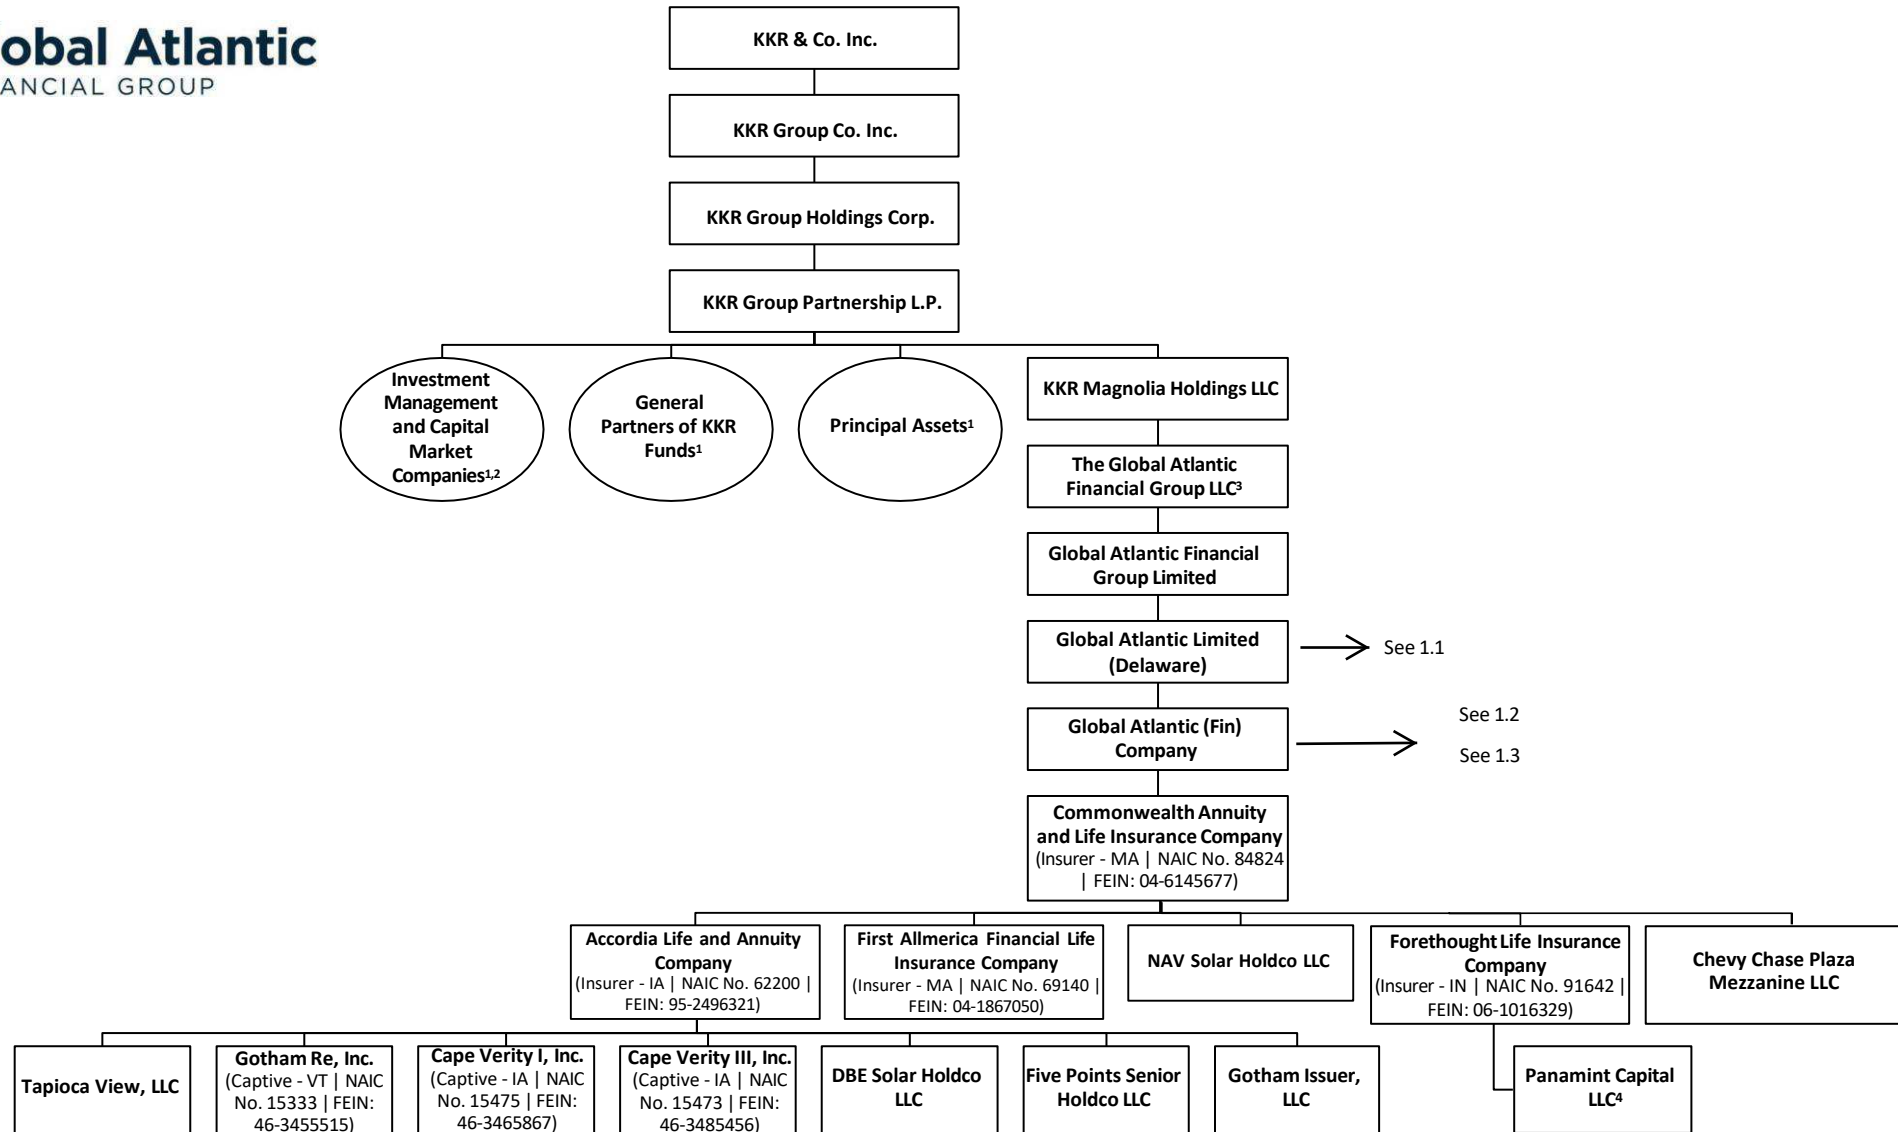 obal Atlantic
ANCIAL GROUP
KKR & Co. Inc.
KKR Group Co. Inc.
KKR Group Holdings Corp.
KKR Group Partnership L.P.
Investment
Management
and Capital
Market
Companies1,2
General
Partners of KKR
Funds1
Principal Assets1
KKR Magnolia Holdings LLC
The Global Atlantic
Financial Group LLC3
Global Atlantic Financial
Group Limited
Global Atlantic Limited
(Delaware)
See 1.1
Global Atlantic (Fin)
Company
See 1.2
See 1.3
Commonwealth Annuity
and Life Insurance Company
(Insurer - MA | NAIC No. 84824
| FEIN: 04-6145677)
Accordia Life and Annuity
Company
(Insurer - IA | NAIC No. 62200 |
FEIN: 95-2496321)
First Allmerica Financial Life
Insurance Company
(Insurer - MA | NAIC No. 69140 |
FEIN: 04-1867050)
NAV Solar Holdco LLC
Forethought Life Insurance
Company
(Insurer - IN | NAIC No. 91642 |
FEIN: 06-1016329)
Chevy Chase Plaza
Mezzanine LLC
Tapioca View, LLC
Gotham Re, Inc.
(Captive - VT | NAIC
No. 15333 | FEIN:
46-3455515)
Cape Verity I, Inc.
(Captive - IA | NAIC
No. 15475 | FEIN:
46-3465867)
Cape Verity III, Inc.
(Captive - IA | NAIC
No. 15473 | FEIN:
46-3485456)
DBE Solar Holdco
LLC
Five Points Senior
Holdco LLC
Gotham Issuer,
LLC
Panamint Capital
LLC4